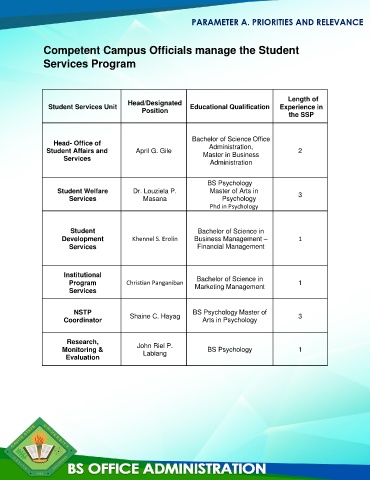 PARAMETER A. PRIORITIES AND RELEVANCE
Competent Campus Officials manage the Student
Services Program
Student Services Unit
Head/Designated
Position
Educational Qualification
Length of
Experience in
the SSP
Head- Office of
Student Affairs and
Services
April G. Gile
Bachelor of Science Office
Administration,
Master in Business
Administration
2
Student Welfare
Services
Dr. Louziela P.
Masana
BS Psychology
Master of Arts in
Psychology
Phd in Psychology
3
Student
Development
Services
Khennel S. Erolin
Bachelor of Science in
Business Management –
Financial Management
1
Institutional
Program
Services
Christian Panganiban
Bachelor of Science in
Marketing Management
1
NSTP
Coordinator
Shaine C. Hayag
BS Psychology Master of
Arts in Psychology
3
Research,
Monitoring &
Evaluation
John Riel P.
Lablang
BS Psychology
1
BS OFFICE ADMINISTRATION